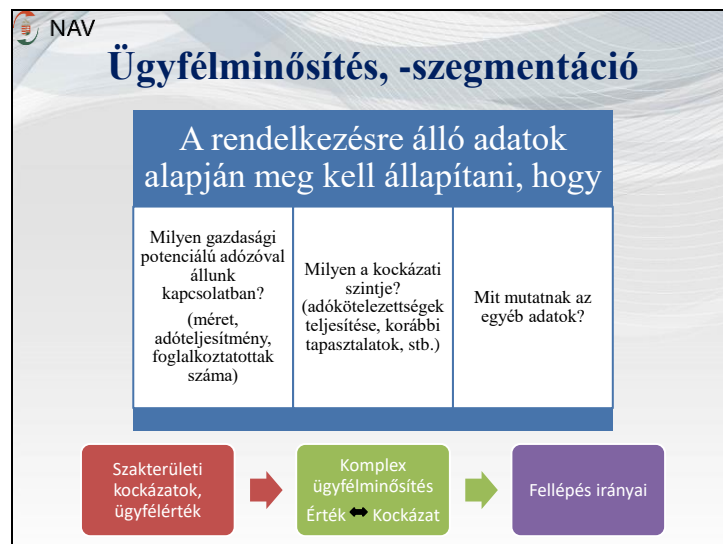 NAV
Ügyfélminősítés, -szegmentáció
A rendelkezésre álló adatok
alapján meg kell állapítani, hogy
Milyen gazdasági
potenciálú adózóval
állunk
kapcsolatban?
(méret,
adóteljesítmény,
foglalkoztatottak
száma)
Milyen a kockázati
szintje?
(adókötelezettségek
teljesítése, korábbi
tapasztalatok, stb.)
Mit mutatnak az
egyéb adatok?
Szakterületi
kockázatok,
ügyfélérték
Komplex
ügyfélminősítés
Érték ⬌ Kockázat
Fellépés irányai